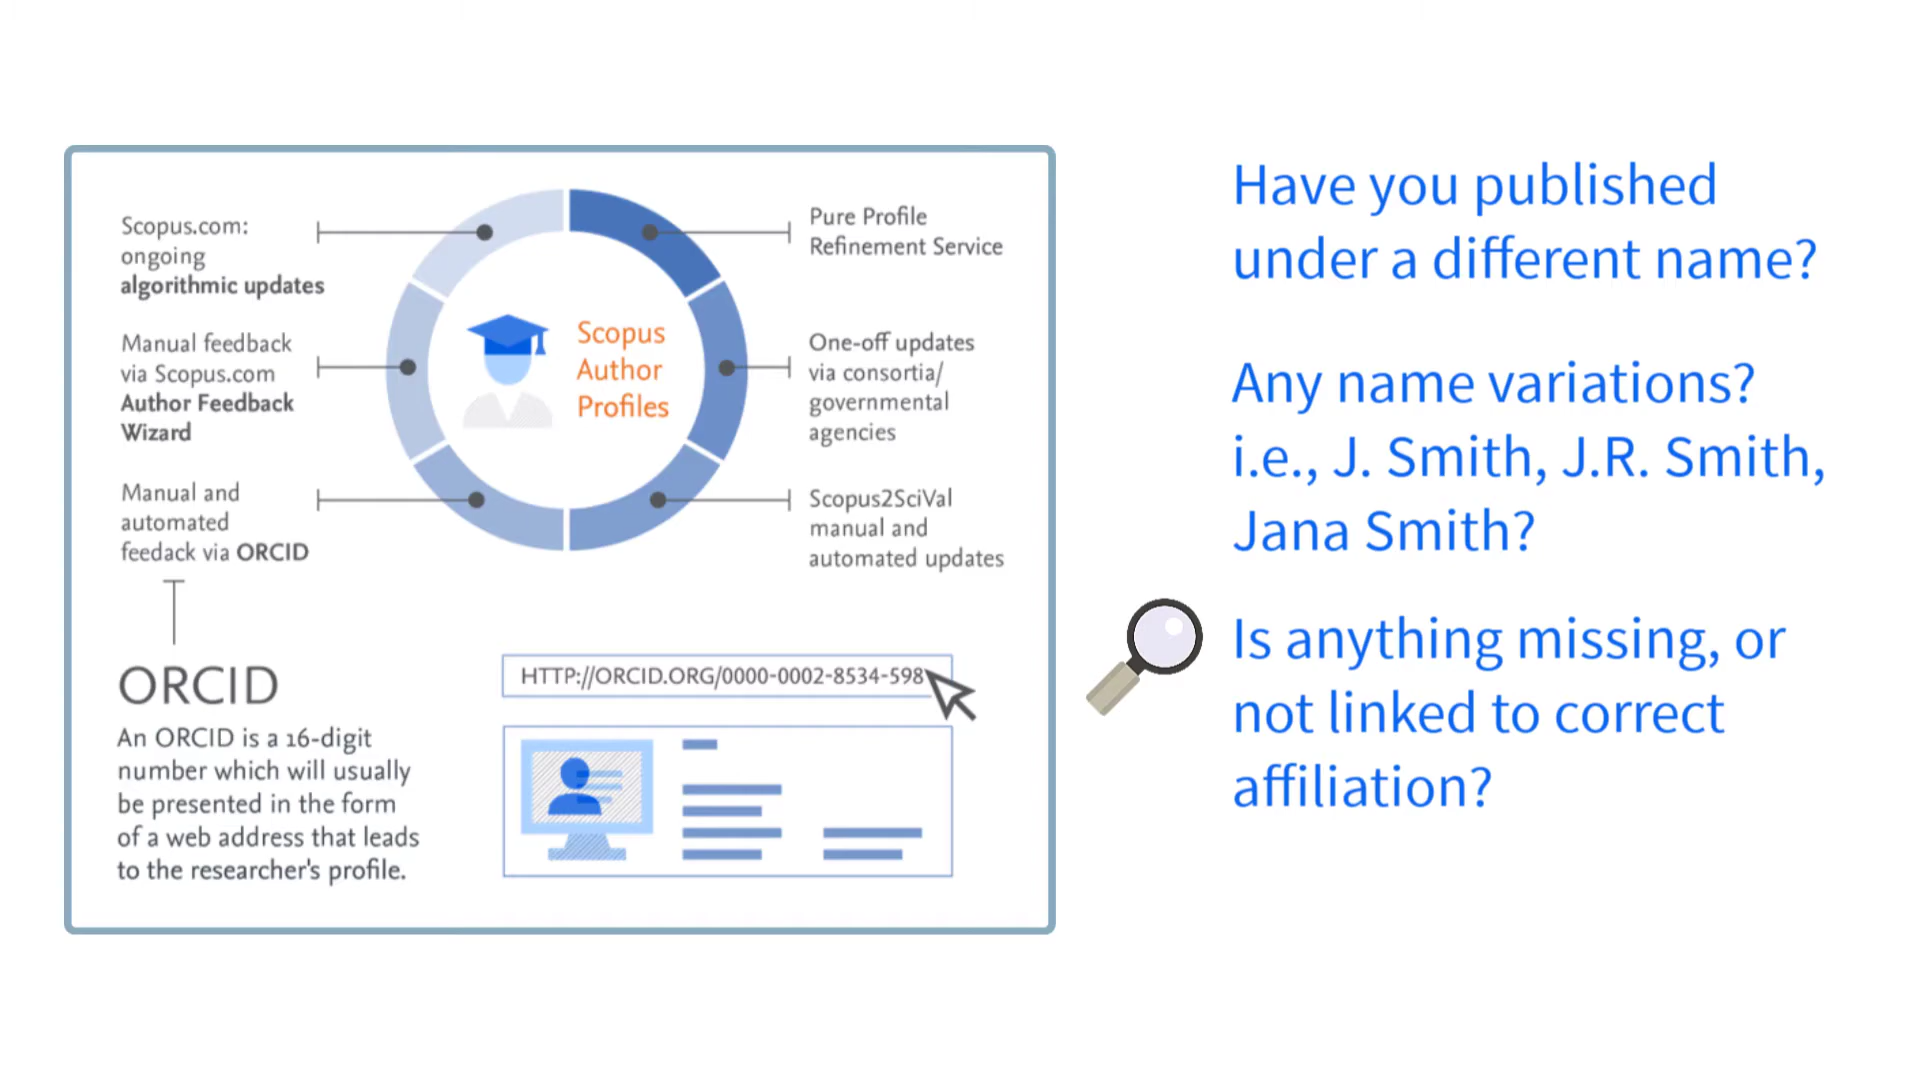 Scopus.com:
ongoing
algorithmic updates
Manual feedback
via Scopus.com
Author Feedback
Wizard
Manual and
automated
feedack via ORCID
Scopus
Author
Profiles
Pure Profile
Refinement Service
One-off updates
via consortia/
governmental
agencies
Scopus2SciVal
manual and
automated updates
ORCID
An ORCID is a 16-digit
number which will usually
be presented in the form
of a web address that leads
to the researcher's profile.
HTTP://ORCID.ORG/0000-0002-8534-598
Have you published
under a different name?
Any name variations?
i.e., J. Smith, J.R. Smith,
Jana Smith?
Is anything missing, or
not linked to correct
affiliation?